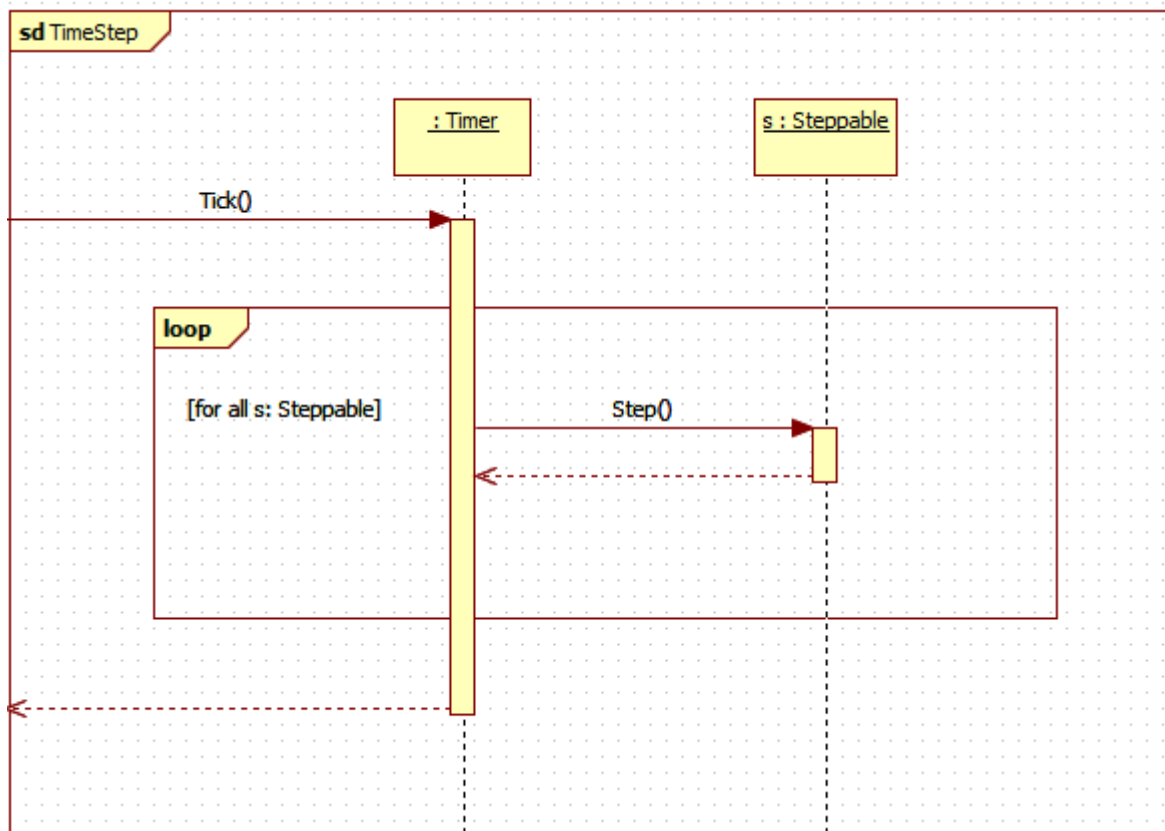 sd TimeStep
: Timer
s : Steppable
Tick()
loop
[for all s: Steppable]
Step()